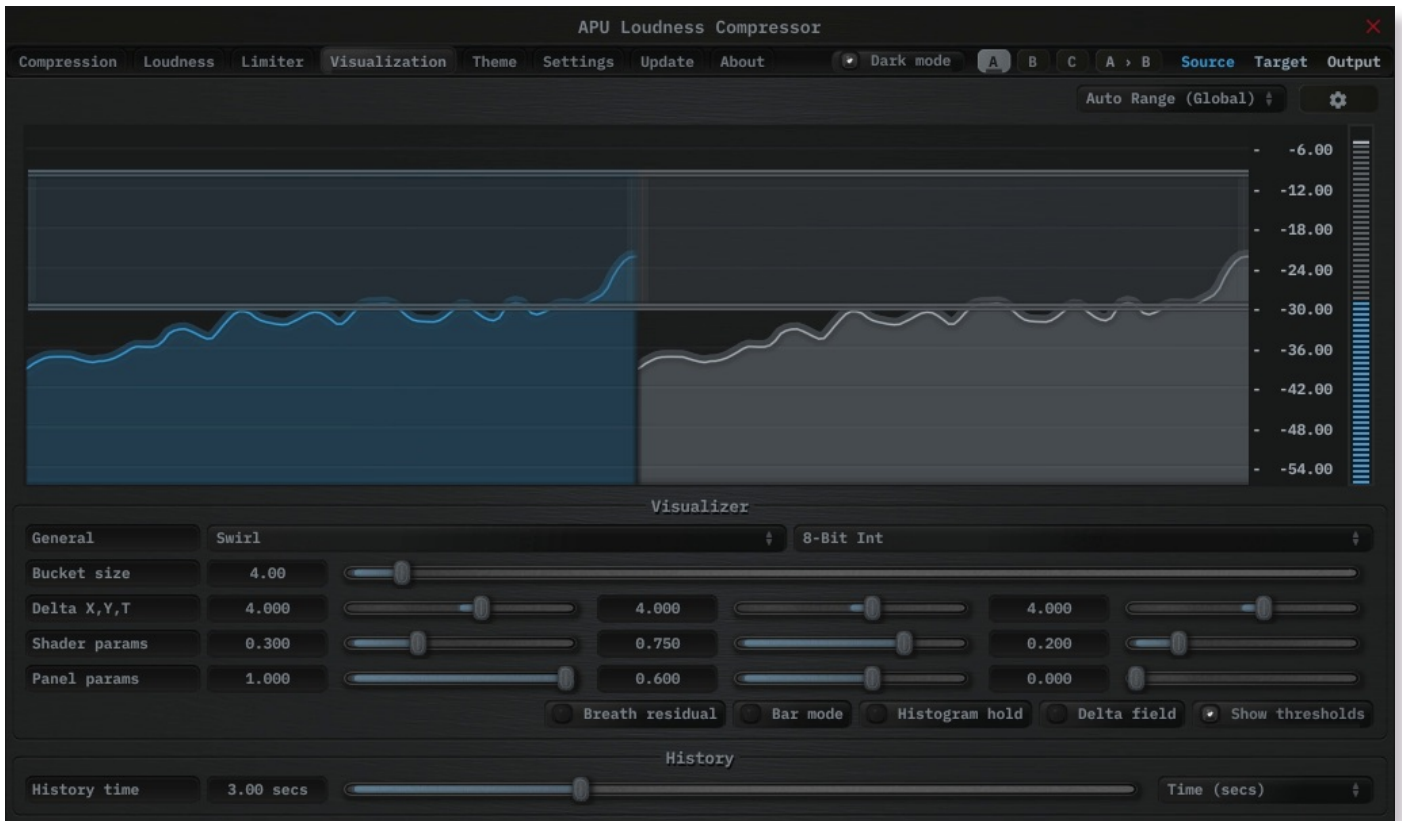 APU Loudness Compressor
Compression Loudness Limiter Visualization Theme Settings Update About Dark mode A B C A › B Source Target Output
Auto Range (Global)
- -6.00
- -12.00
- -18.00
- -24.00
- -30.00
- -36.00
- -42.00
- -48.00
- -54.00
Visualizer
General Swirl 8-Bit Int
Bucket size 4.00
Delta X,Y,T 4.000 4.000 4.000
Shader params 0.300 0.750 0.200
Panel params 1.000 0.600 0.000
Breath residual Bar mode Histogram hold Delta field Show thresholds
History
History time 3.00 secs Time (secs)